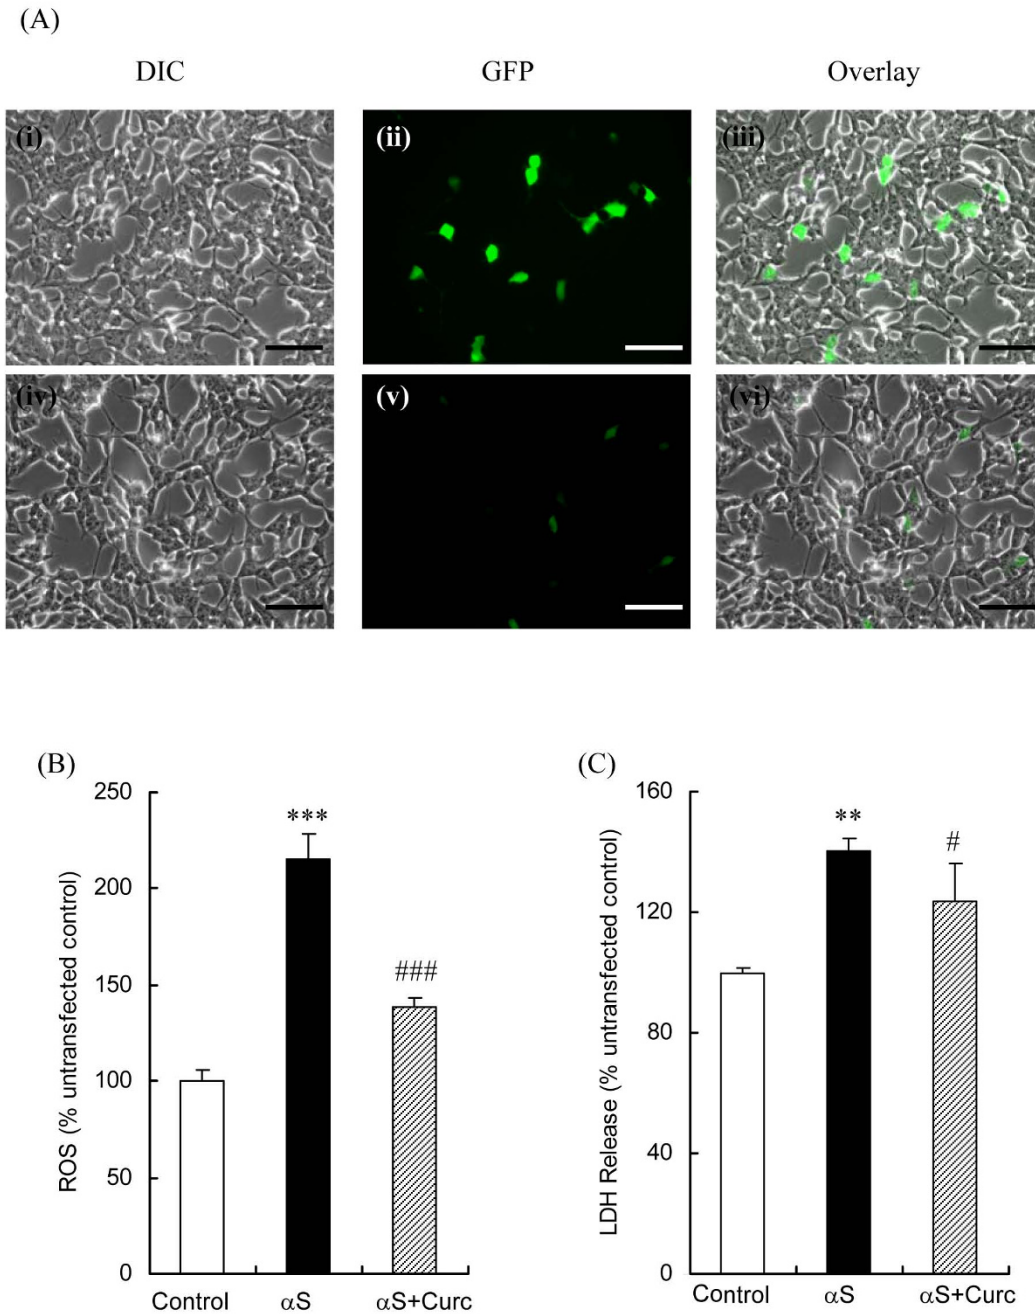 (A)
DIC GFP Overlay
(i) (ii) (iii)
(iv) (v) (vi)
(B)
ROS (% untransfected control)
250
200
150
100
50
0
***
###
Control αS αS+Curc
(C)
LDH Release (% untransfected control)
160
120
80
40
0
**
#
Control αS αS+Curc